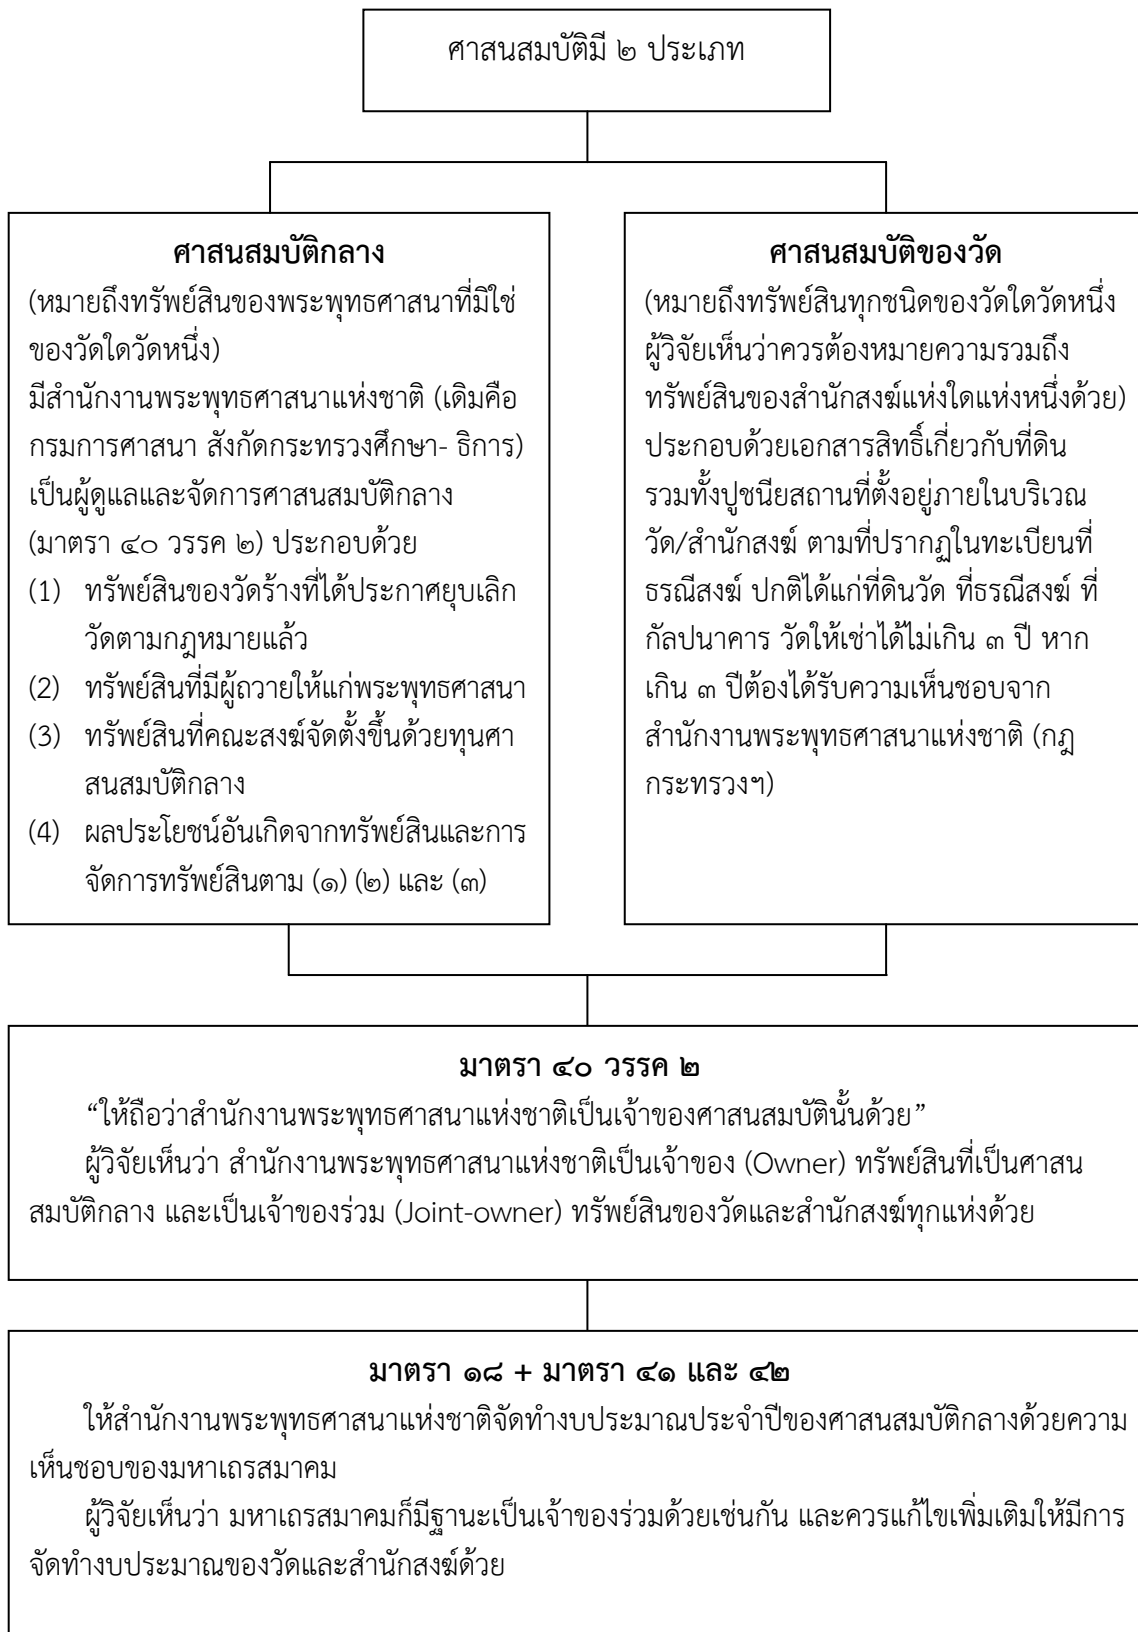 ศาสนสมบัติมี ๒ ประเภท
ศาสนสมบัติกลาง
(หมายถึงทรัพย์สินของพระพุทธศาสนาที่มิใช่
ของวัดใดวัดหนึ่ง)
มีสำนักงานพระพุทธศาสนาแห่งชาติ (เดิมคือ
กรมการศาสนา สังกัดกระทรวงศึกษา- ธิการ)
เป็นผู้ดูแลและจัดการศาสนสมบัติกลาง
(มาตรา ๔๐ วรรค ๒) ประกอบด้วย
(1) ทรัพย์สินของวัดร้างที่ได้ประกาศยุบเลิก
วัดตามกฎหมายแล้ว
(2) ทรัพย์สินที่มีผู้ถวายให้แก่พระพุทธศาสนา
(3) ทรัพย์สินที่คณะสงฆ์จัดตั้งขึ้นด้วยทุนศา
สนสมบัติกลาง
(4) ผลประโยชน์อันเกิดจากทรัพย์สินและการ
จัดการทรัพย์สินตาม (๑) (๒) และ (๓)
ศาสนสมบัติของวัด
(หมายถึงทรัพย์สินทุกชนิดของวัดใดวัดหนึ่ง
ผู้วิจัยเห็นว่าควรต้องหมายความรวมถึง
ทรัพย์สินของสำนักสงฆ์แห่งใดแห่งหนึ่งด้วย)
ประกอบด้วยเอกสารสิทธิ์เกี่ยวกับที่ดิน
รวมทั้งปูชนียสถานที่ตั้งอยู่ภายในบริเวณ
วัด/สำนักสงฆ์ ตามที่ปรากฏในทะเบียนที่
ธรณีสงฆ์ ปกติได้แก่ที่ดินวัด ที่ธรณีสงฆ์ ที่
กัลปนาคาร วัดให้เช่าได้ไม่เกิน ๓ ปี หาก
เกิน ๓ ปีต้องได้รับความเห็นชอบจาก
สำนักงานพระพุทธศาสนาแห่งชาติ (กฎ
กระทรวงฯ)
มาตรา ๔๐ วรรค ๒
“ให้ถือว่าสำนักงานพระพุทธศาสนาแห่งชาติเป็นเจ้าของศาสนสมบัตินั้นด้วย”
ผู้วิจัยเห็นว่า สำนักงานพระพุทธศาสนาแห่งชาติเป็นเจ้าของ (Owner) ทรัพย์สินที่เป็นศาสน
สมบัติกลาง และเป็นเจ้าของร่วม (Joint-owner) ทรัพย์สินของวัดและสำนักสงฆ์ทุกแห่งด้วย
มาตรา ๑๘ + มาตรา ๔๑ และ ๔๒
ให้สำนักงานพระพุทธศาสนาแห่งชาติจัดทำงบประมาณประจำปีของศาสนสมบัติกลางด้วยความ
เห็นชอบของมหาเถรสมาคม
ผู้วิจัยเห็นว่า มหาเถรสมาคมก็มีฐานะเป็นเจ้าของร่วมด้วยเช่นกัน และควรแก้ไขเพิ่มเติมให้มีการ
จัดทำงบประมาณของวัดและสำนักสงฆ์ด้วย